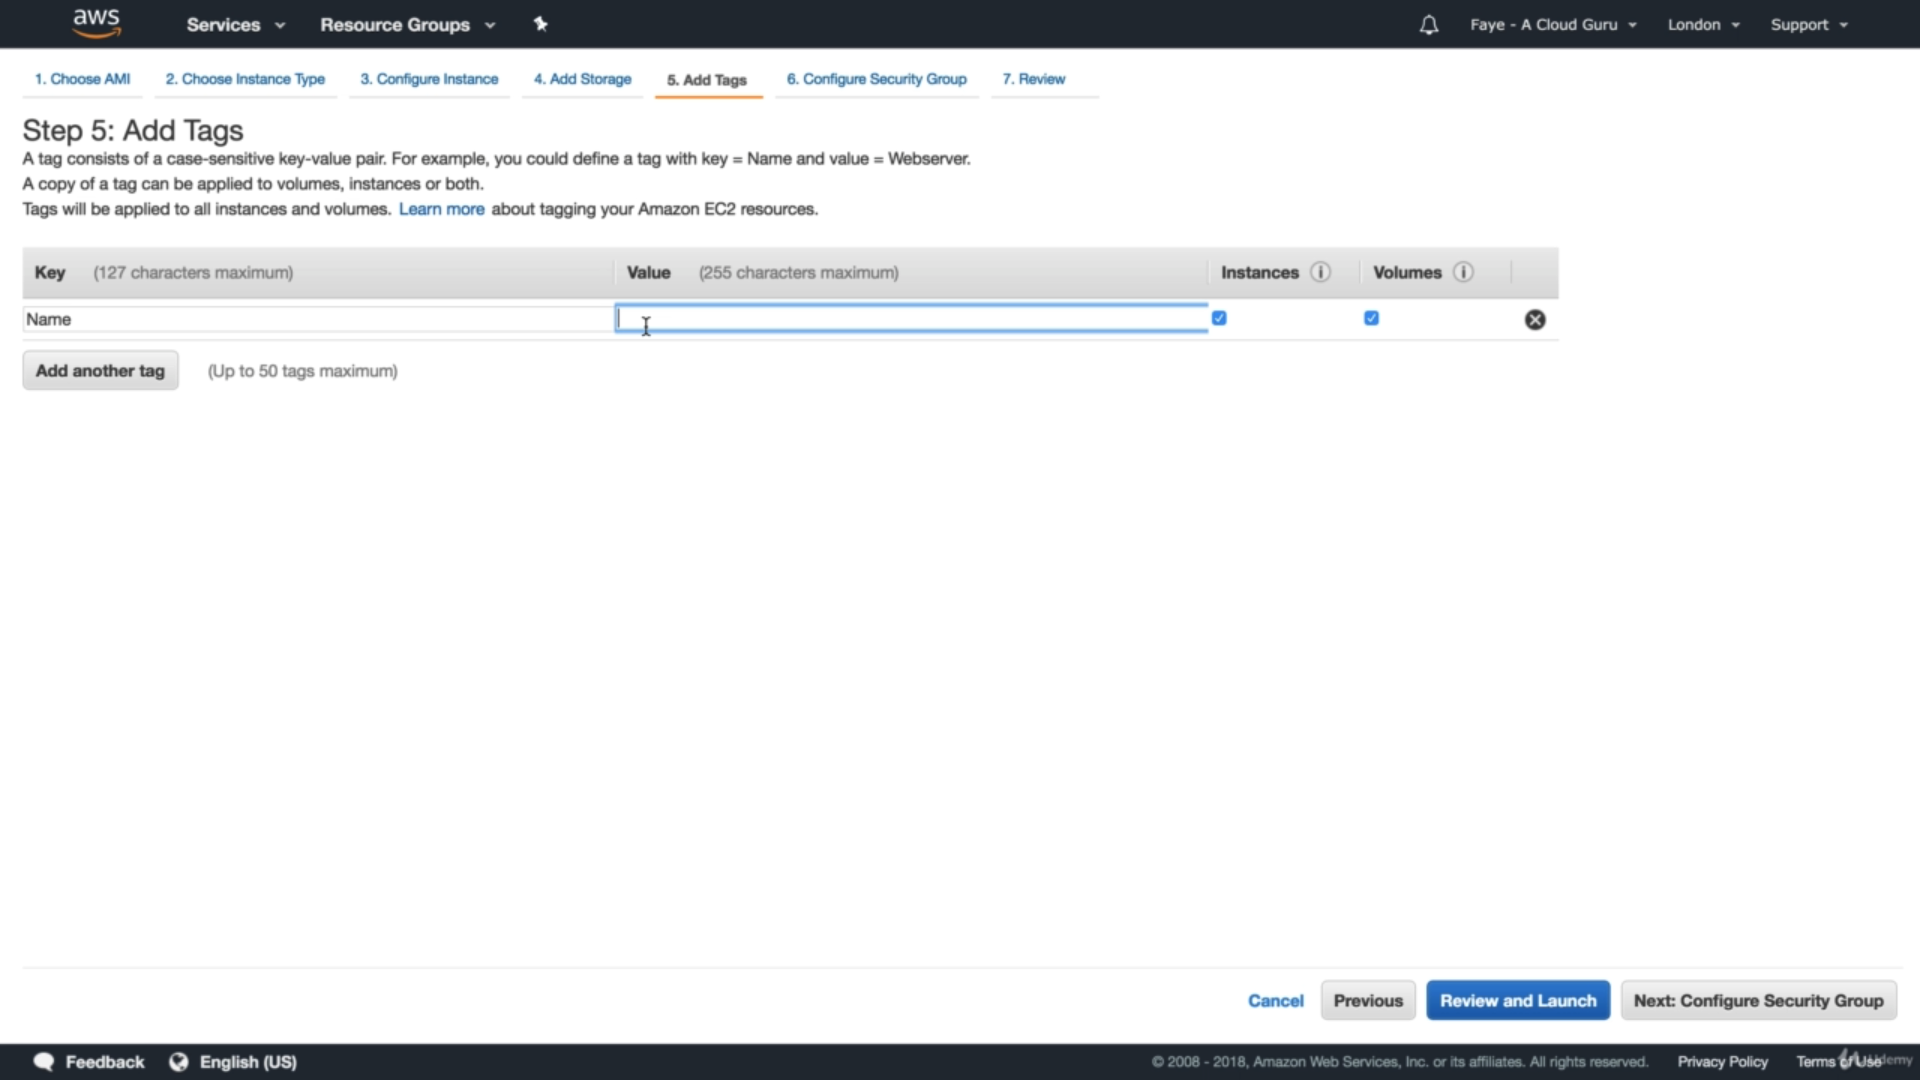 aws Services Resource Groups Faye - A Cloud Guru London Support
1. Choose AMI 2. Choose Instance Type 3. Configure Instance 4. Add Storage 5. Add Tags 6. Configure Security Group 7. Review
Step 5: Add Tags
A tag consists of a case-sensitive key-value pair. For example, you could define a tag with key = Name and value = Webserver.
A copy of a tag can be applied to volumes, instances or both.
Tags will be applied to all instances and volumes. Learn more about tagging your Amazon EC2 resources.
Key (127 characters maximum) Value (255 characters maximum) Instances i Volumes i
Name
Add another tag (Up to 50 tags maximum)
Cancel Previous Review and Launch Next: Configure Security Group
Feedback English (US) © 2008 - 2018, Amazon Web Services, Inc. or its affiliates. All rights reserved. Privacy Policy Terms of Use